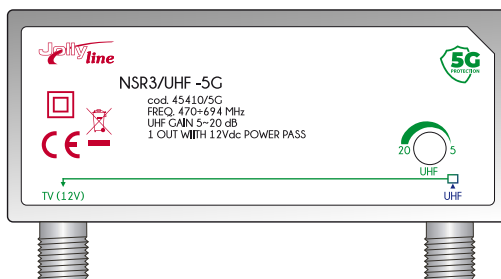 Jolly line
5G
PROTECTION
NSR3/UHF -5G
cod. 45410/5G
FREQ. 470÷694 MHz
UHF GAIN 5~20 dB
1 OUT WIITH 12Vdc POWER PASS
CE
20 5
UHF
TV (12V)
UHF